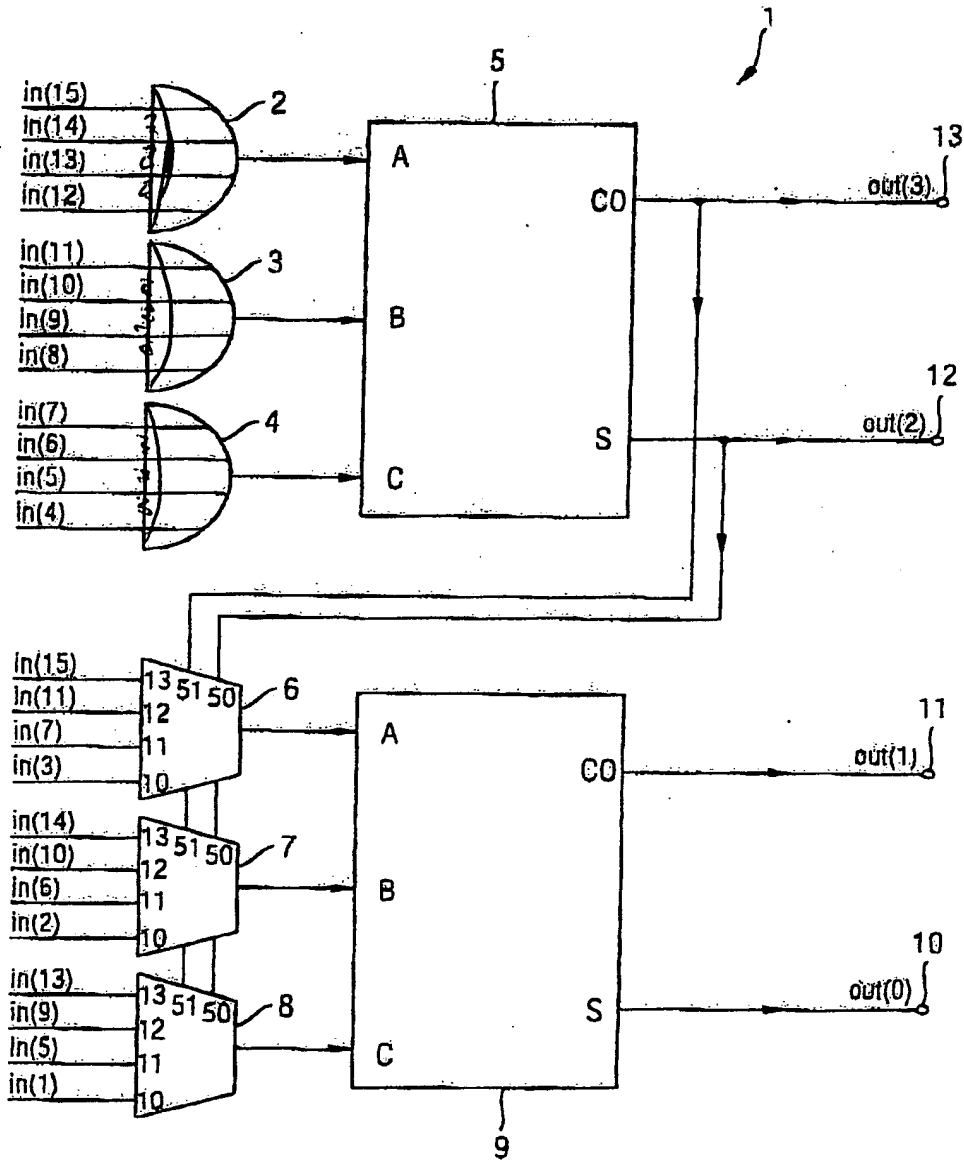 1
5
in(15)
in(14)
in(13)
in(12)
2
A
CO
out(3)
13
in(11)
in(10)
in(9)
in(8)
3
B
in(7)
in(6)
in(5)
in(4)
4
C
S
out(2)
12
in(15)
in(11)
in(7)
in(3)
13
12
11
10
51
50
6
A
CO
out(1)
11
in(14)
in(10)
in(6)
in(2)
13
12
11
10
51
50
7
B
in(13)
in(9)
in(5)
in(1)
13
12
11
10
51
50
8
C
S
out(0)
10
9